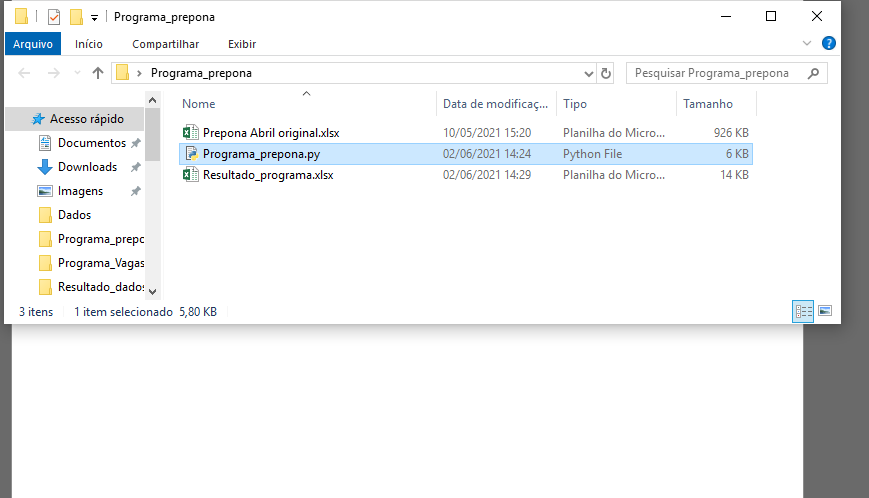 Programa_prepona
Arquivo Início Compartilhar Exibir
Programa_prepona
Pesquisar Programa_prepona
Nome Data de modificaç... Tipo Tamanho
Acesso rápido
Documentos
Downloads
Imagens
Dados
Programa_prepo
Programa_Vagas
Resultado_dados
Prepona Abril original.xlsx 10/05/2021 15:20 Planilha do Micro... 926 KB
Programa_prepona.py 02/06/2021 14:24 Python File 6 KB
Resultado_programa.xlsx 02/06/2021 14:29 Planilha do Micro... 14 KB
3 itens 1 item selecionado 5,80 KB